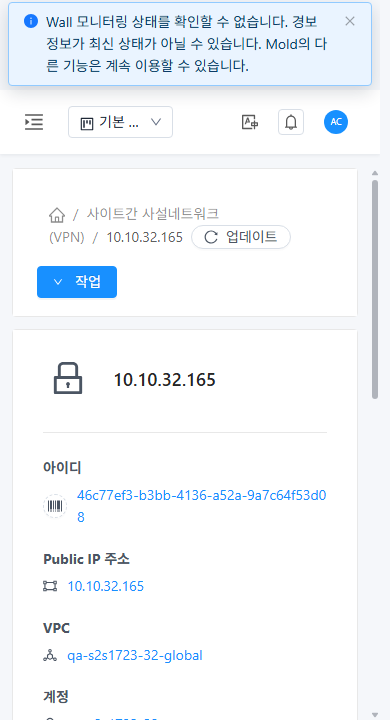 Wall 모니터링 상태를 확인할 수 없습니다. 경보
정보가 최신 상태가 아닐 수 있습니다. Mold의 다
른 기능은 계속 이용할 수 있습니다.
기본 ...
AC
/ 사이트간 사설네트워크
(VPN) / 10.10.32.165 업데이트
작업
10.10.32.165
아이디
46c77ef3-b3bb-4136-a52a-9a7c64f53d0
8
Public IP 주소
10.10.32.165
VPC
qa-s2s1723-32-global
계정